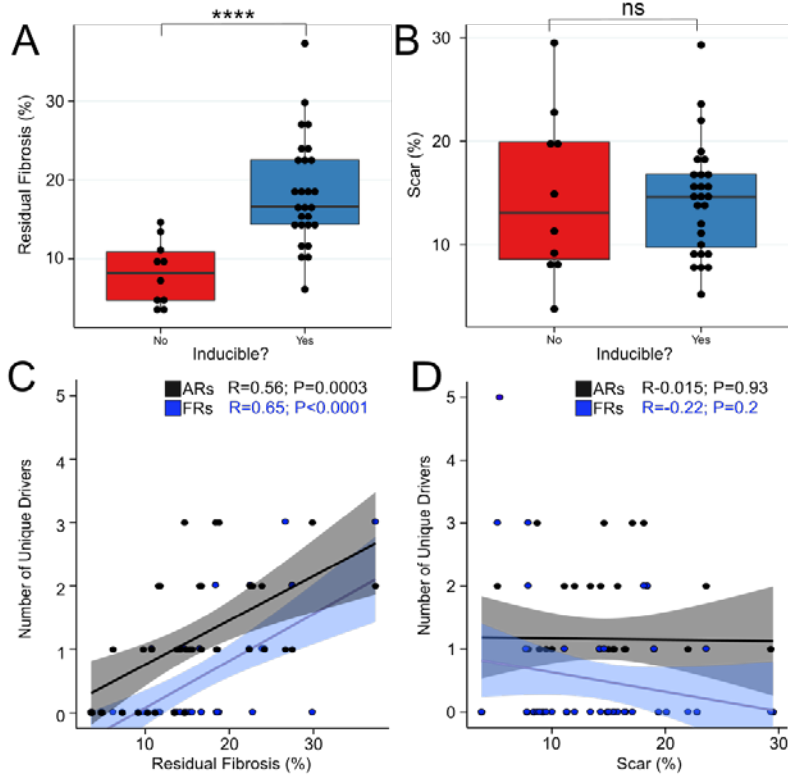 A
****
Residual Fibrosis (%)
30
20
10
No
Yes
Inducible?
B
ns
Scar (%)
30
20
10
No
Yes
Inducible?
C
ARs R=0.56; P=0.0003
FRs R=0.65; P<0.0001
Number of Unique Drivers
5
4
3
2
1
0
10
20
30
Residual Fibrosis (%)
D
ARs R-0.015; P=0.93
FRs R=-0.22; P=0.2
Number of Unique Drivers
5
4
3
2
1
0
10
20
30
Scar (%)